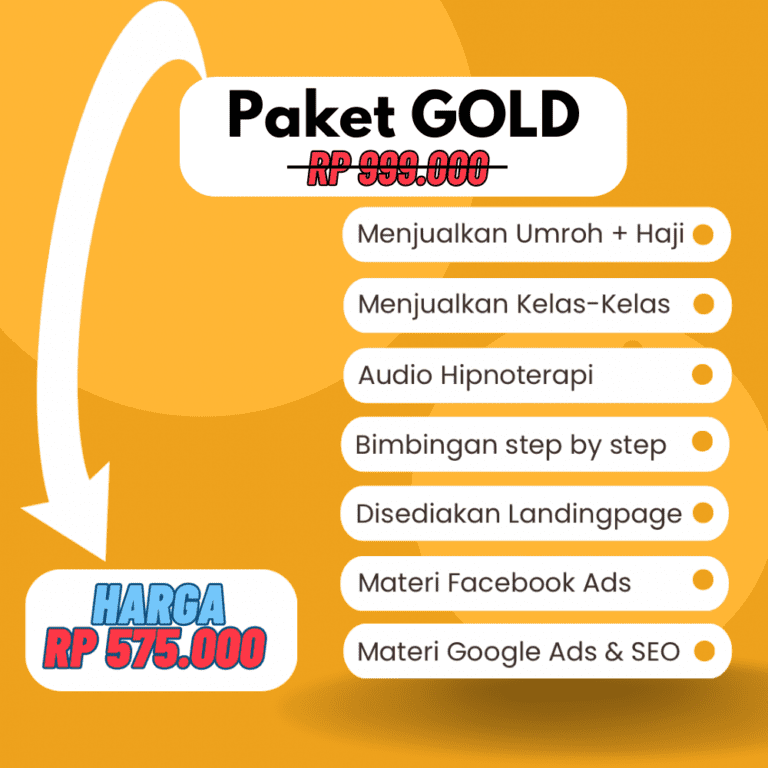 Paket GOLD
RP 999.000
Menjualkan Umroh + Haji
Menjualkan Kelas-Kelas
Audio Hipnoterapi
Bimbingan step by step
Disediakan Landingpage
Materi Facebook Ads
Materi Google Ads & SEO
HARGA
RP 575.000